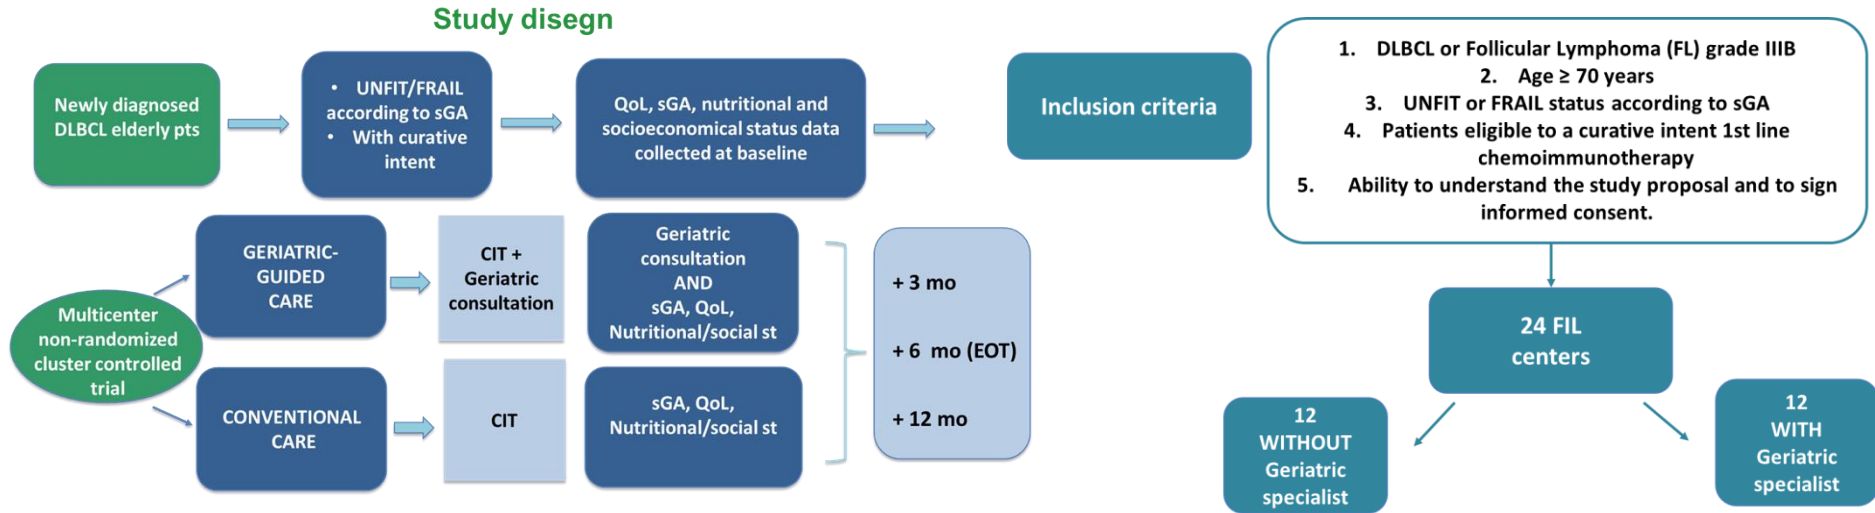 Study disegn
Newly diagnosed
DLBCL elderly pts
• UNFIT/FRAIL
according to sGA
• With curative
intent
QoL, sGA, nutritional and
socioeconomical status data
collected at baseline
Inclusion criteria
1. DLBCL or Follicular Lymphoma (FL) grade IIIB
2. Age ≥ 70 years
3. UNFIT or FRAIL status according to sGA
4. Patients eligible to a curative intent 1st line
chemoimmunotherapy
5. Ability to understand the study proposal and to sign
informed consent.
Multicenter
non-randomized
cluster controlled
trial
GERIATRIC-
GUIDED
CARE
CIT +
Geriatric
consultation
Geriatric
consultation
AND
sGA, QoL,
Nutritional/social st
CONVENTIONAL
CARE
CIT
sGA, QoL,
Nutritional/social st
+ 3 mo
+ 6 mo (EOT)
+ 12 mo
24 FIL
centers
12
WITHOUT
Geriatric
specialist
12
WITH
Geriatric
specialist